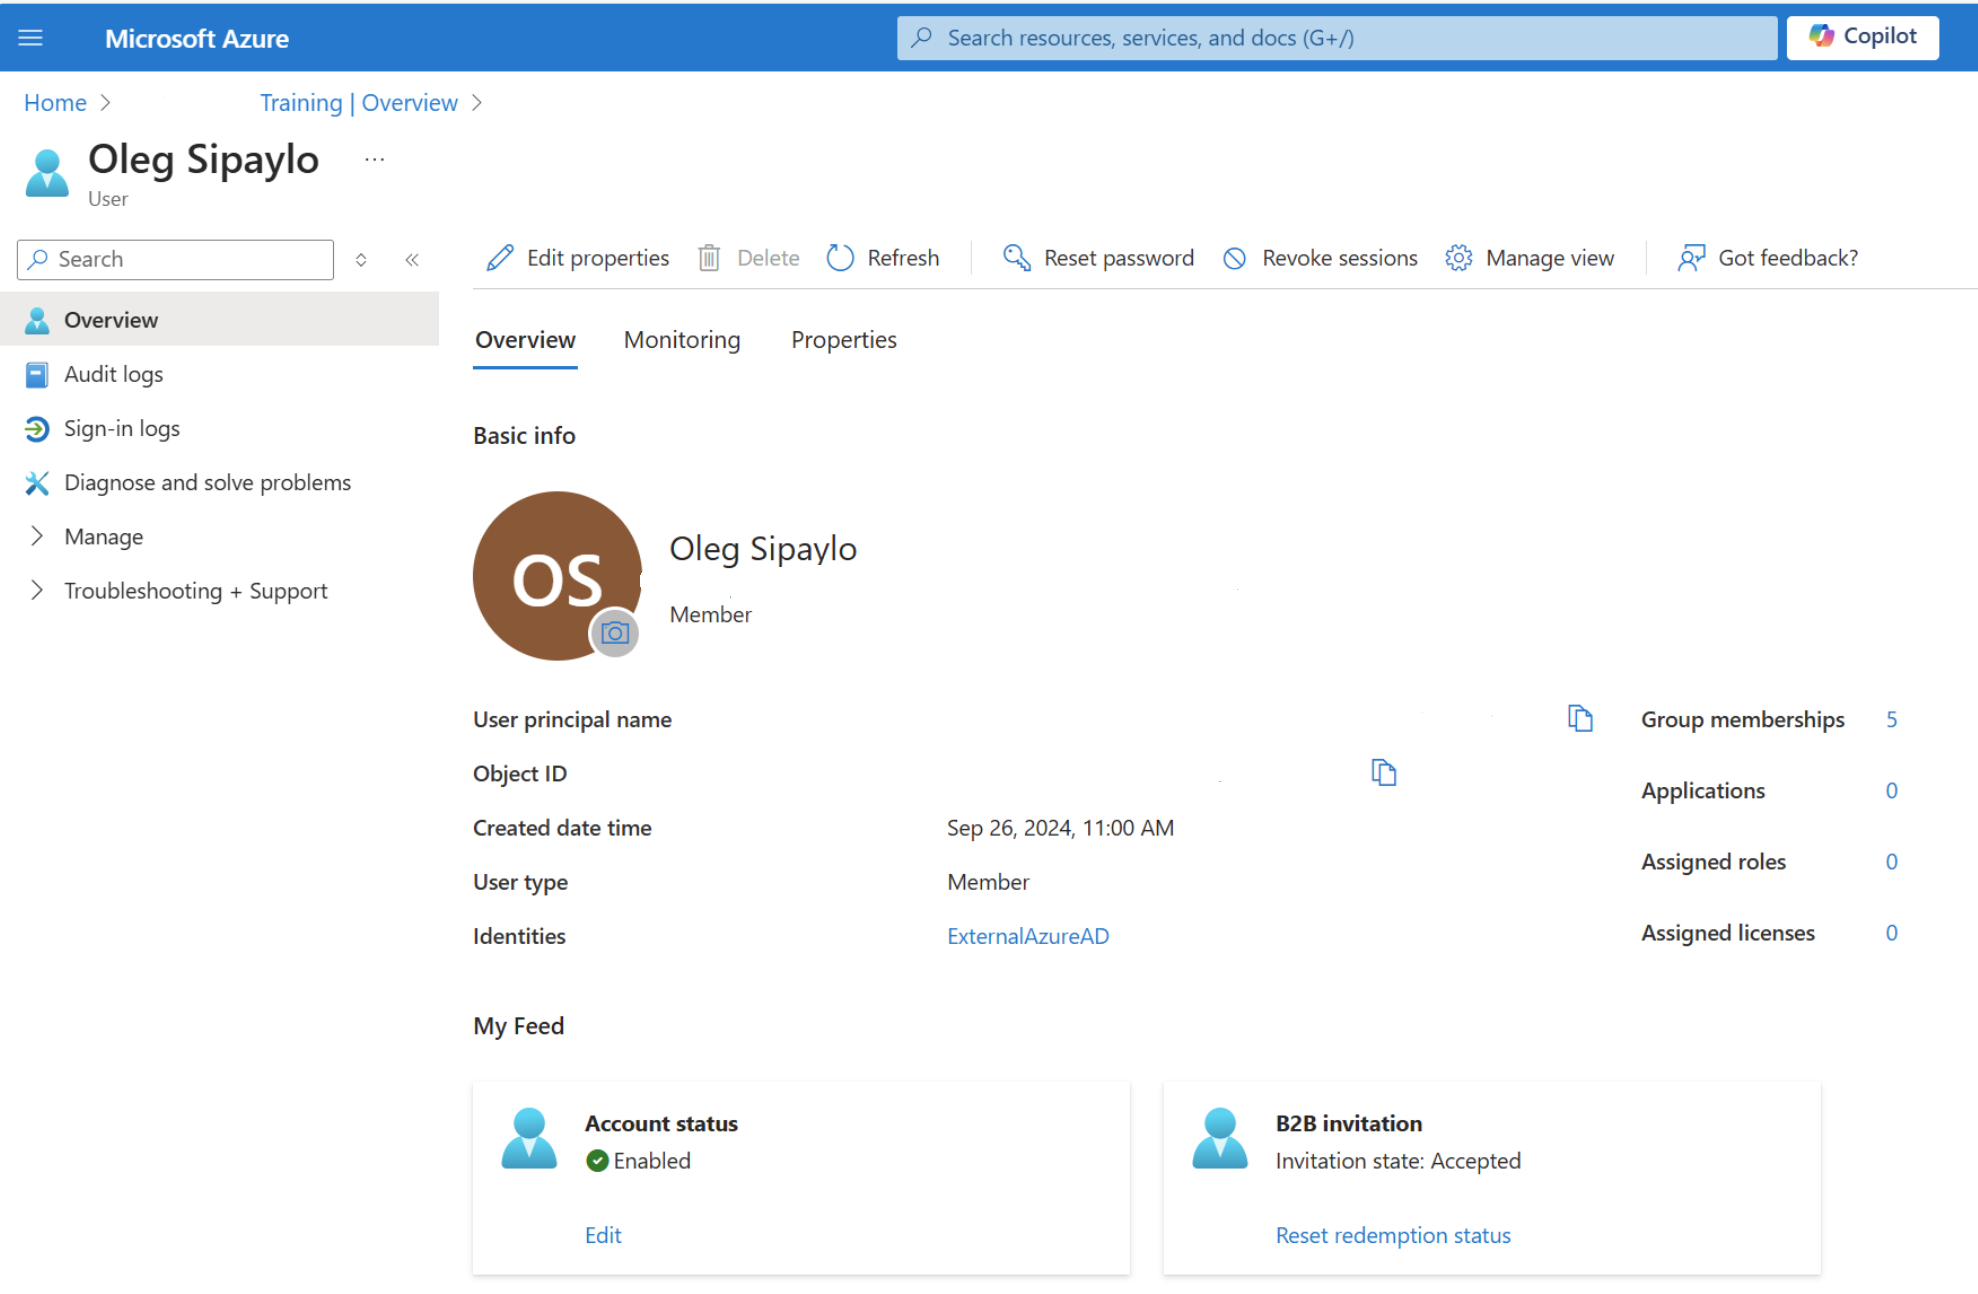 Microsoft Azure
Search resources, services, and docs (G+/)
Copilot
Home > Training | Overview >
Oleg Sipaylo ...
User
Search
Edit properties Delete Refresh Reset password Revoke sessions Manage view Got feedback?
Overview
Audit logs
Sign-in logs
Diagnose and solve problems
Manage
Troubleshooting + Support
Overview Monitoring Properties
Basic info
OS
Oleg Sipaylo
Member
User principal name
Object ID
Created date time Sep 26, 2024, 11:00 AM
User type Member
Identities ExternalAzureAD
Group memberships 5
Applications 0
Assigned roles 0
Assigned licenses 0
My Feed
Account status
Enabled
Edit
B2B invitation
Invitation state: Accepted
Reset redemption status